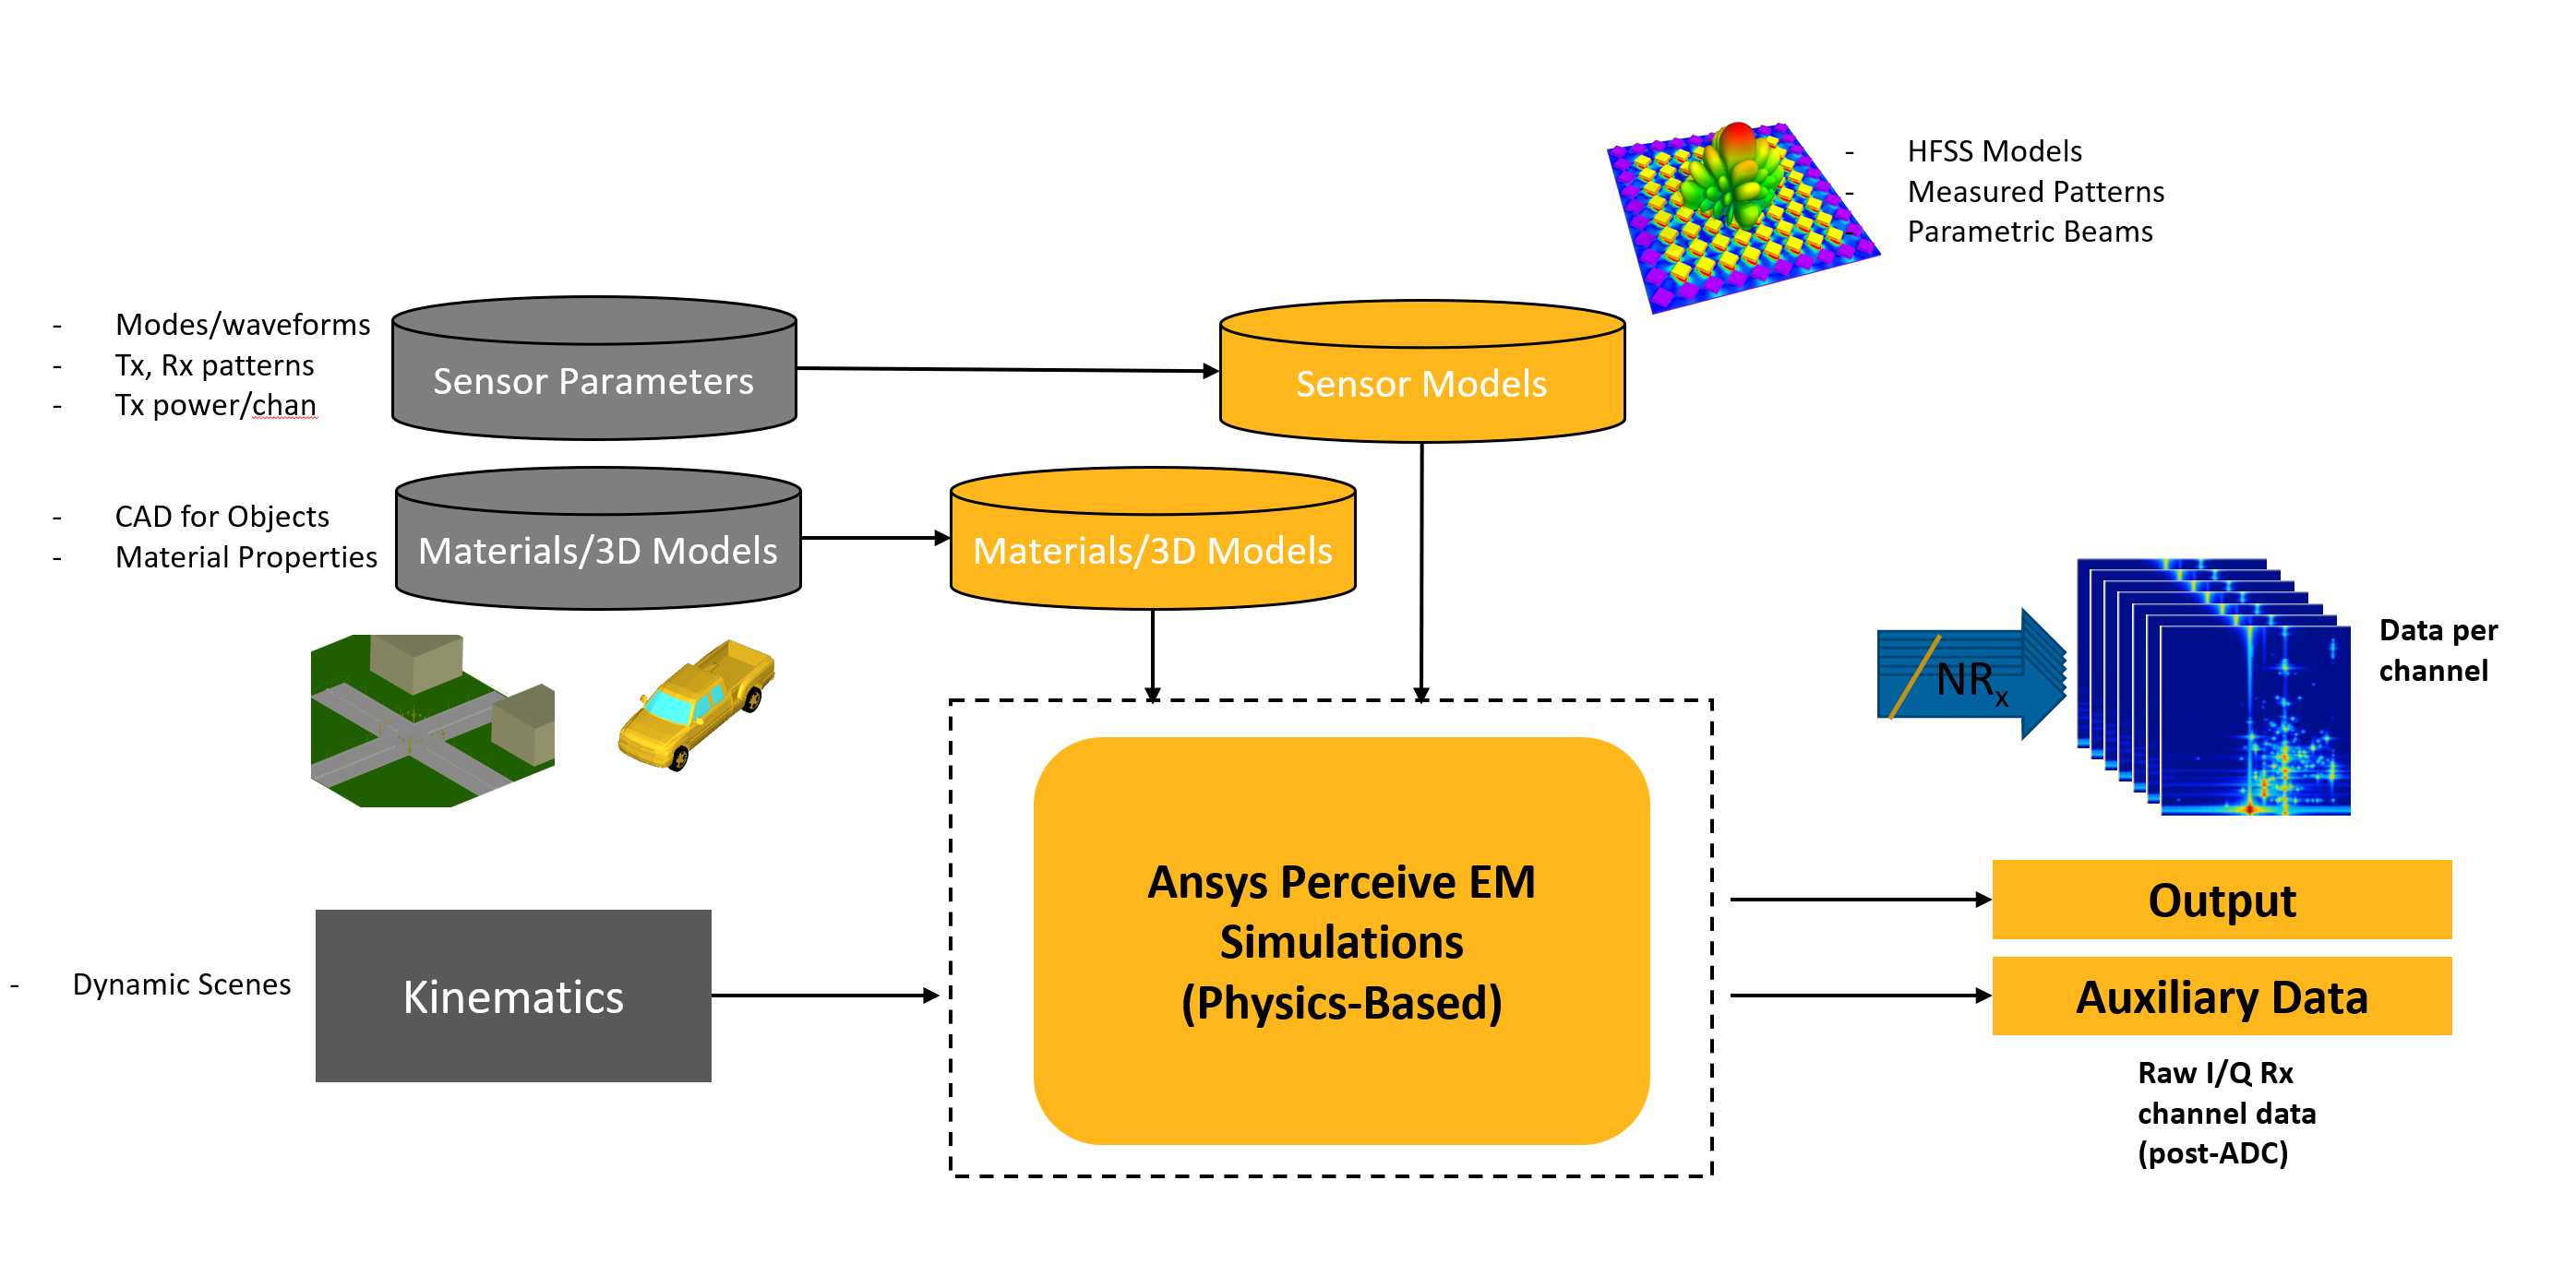 - HFSS Models
- Measured Patterns
- Parametric Beams
- Modes/waveforms
- Tx, Rx patterns
- Tx power/chan
Sensor Parameters
Sensor Models
- CAD for Objects
- Material Properties
Materials/3D Models
Materials/3D Models
NRx
Data per
channel
- Dynamic Scenes
Kinematics
Ansys Perceive EM
Simulations
(Physics-Based)
Output
Auxiliary Data
Raw I/Q Rx
channel data
(post-ADC)